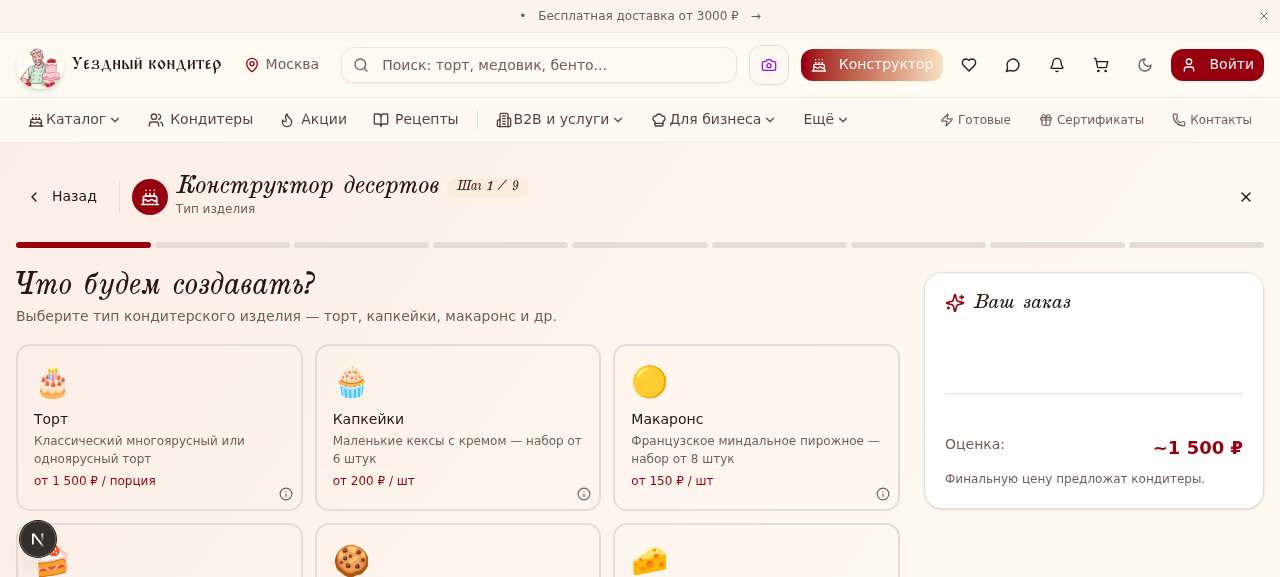 • Бесплатная доставка от 3000 ₽ →
Уездный кондитер
Москва
Поиск: торт, медовик, бенто...
Конструктор
Войти
Каталог
Кондитеры
Акции
Рецепты
B2B и услуги
Для бизнеса
Ещё
Готовые
Сертификаты
Контакты
Назад
Конструктор десертов
Шаг 1 / 9
Тип изделия
Что будем создавать?
Выберите тип кондитерского изделия — торт, капкейки, макаронс и др.
Торт
Классический многоярусный или
одноярусный торт
от 1 500 ₽ / порция
Капкейки
Маленькие кексы с кремом — набор от
6 штук
от 200 ₽ / шт
Макаронс
Французское миндальное пирожное —
набор от 8 штук
от 150 ₽ / шт
Ваш заказ
Оценка:
~1 500 ₽
Финальную цену предложат кондитеры.
N